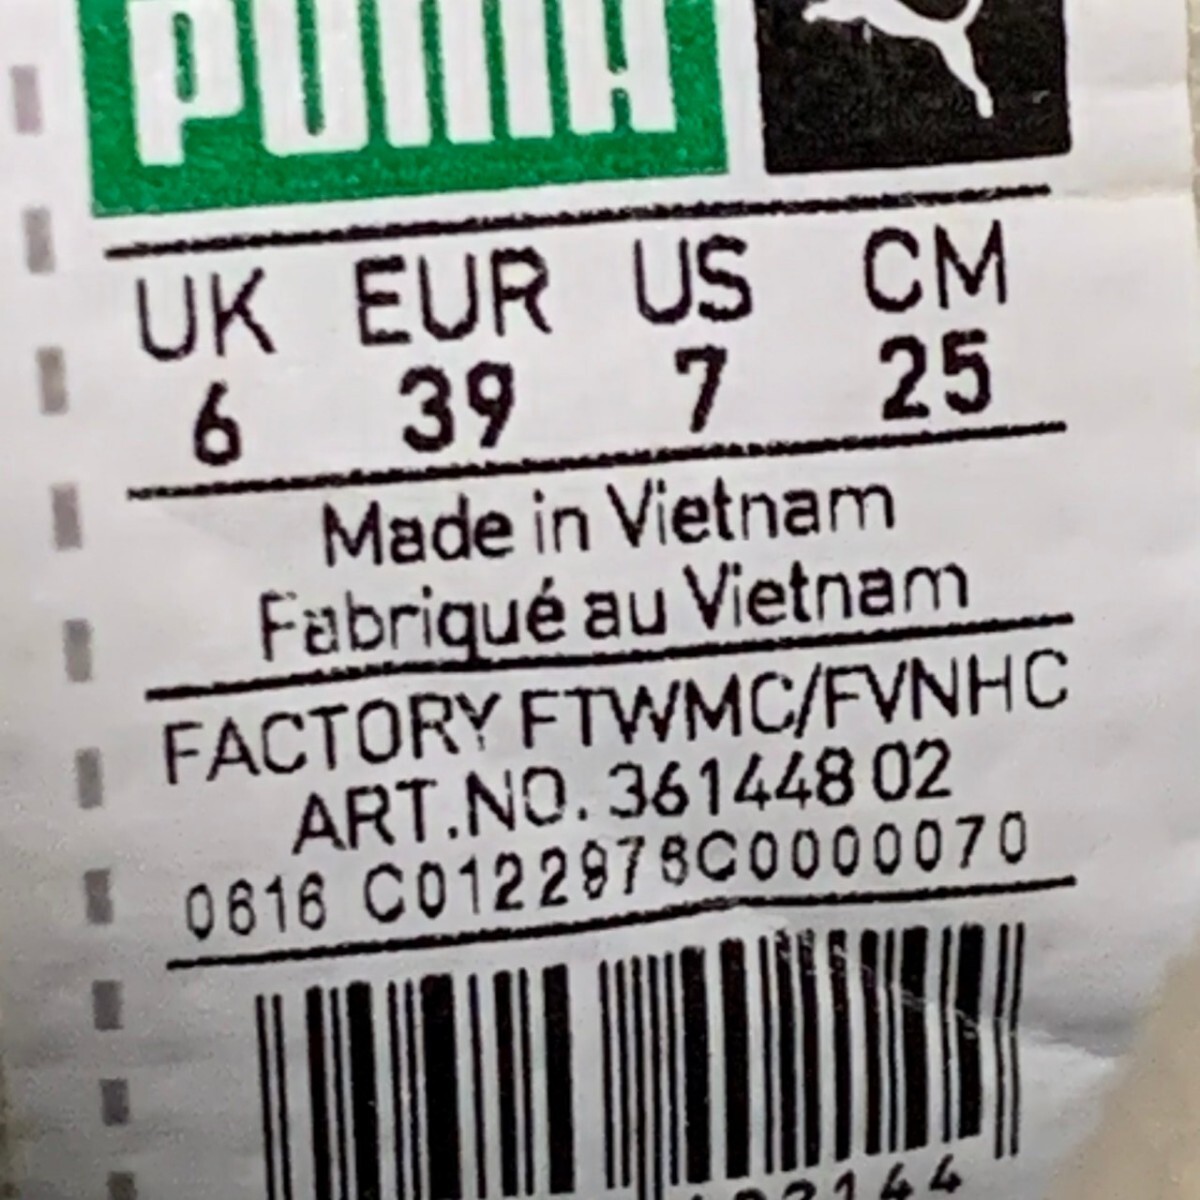 PUMA
UK EUR US CM
6 39 7 25
Made in Vietnam
Fabriqué au Vietnam
FACTORY FTWMC/FVNHC
ART.NO. 361448 02
0616 C0122976C0000070